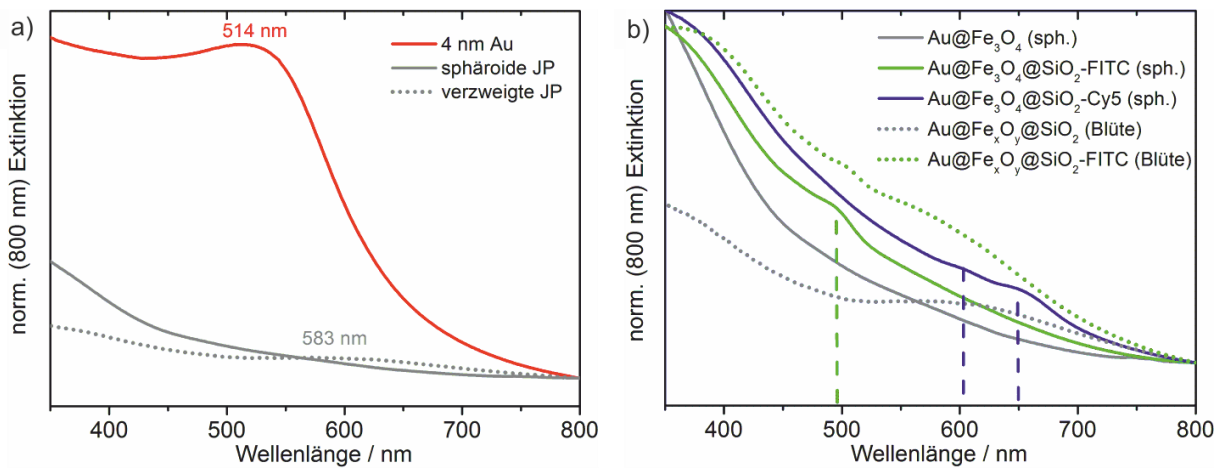 a)
514 nm
4 nm Au
sphäroide JP
verzweigte JP
583 nm
norm. (800 nm) Extinktion
400 500 600 700 800
Wellenlänge / nm
b)
Au@Fe₃O₄ (sph.)
Au@Fe₃O₄@SiO₂-FITC (sph.)
Au@Fe₃O₄@SiO₂-Cy5 (sph.)
Au@FeₓOᵧ@SiO₂ (Blüte)
Au@FeₓOᵧ@SiO₂-FITC (Blüte)
norm. (800 nm) Extinktion
400 500 600 700 800
Wellenlänge / nm